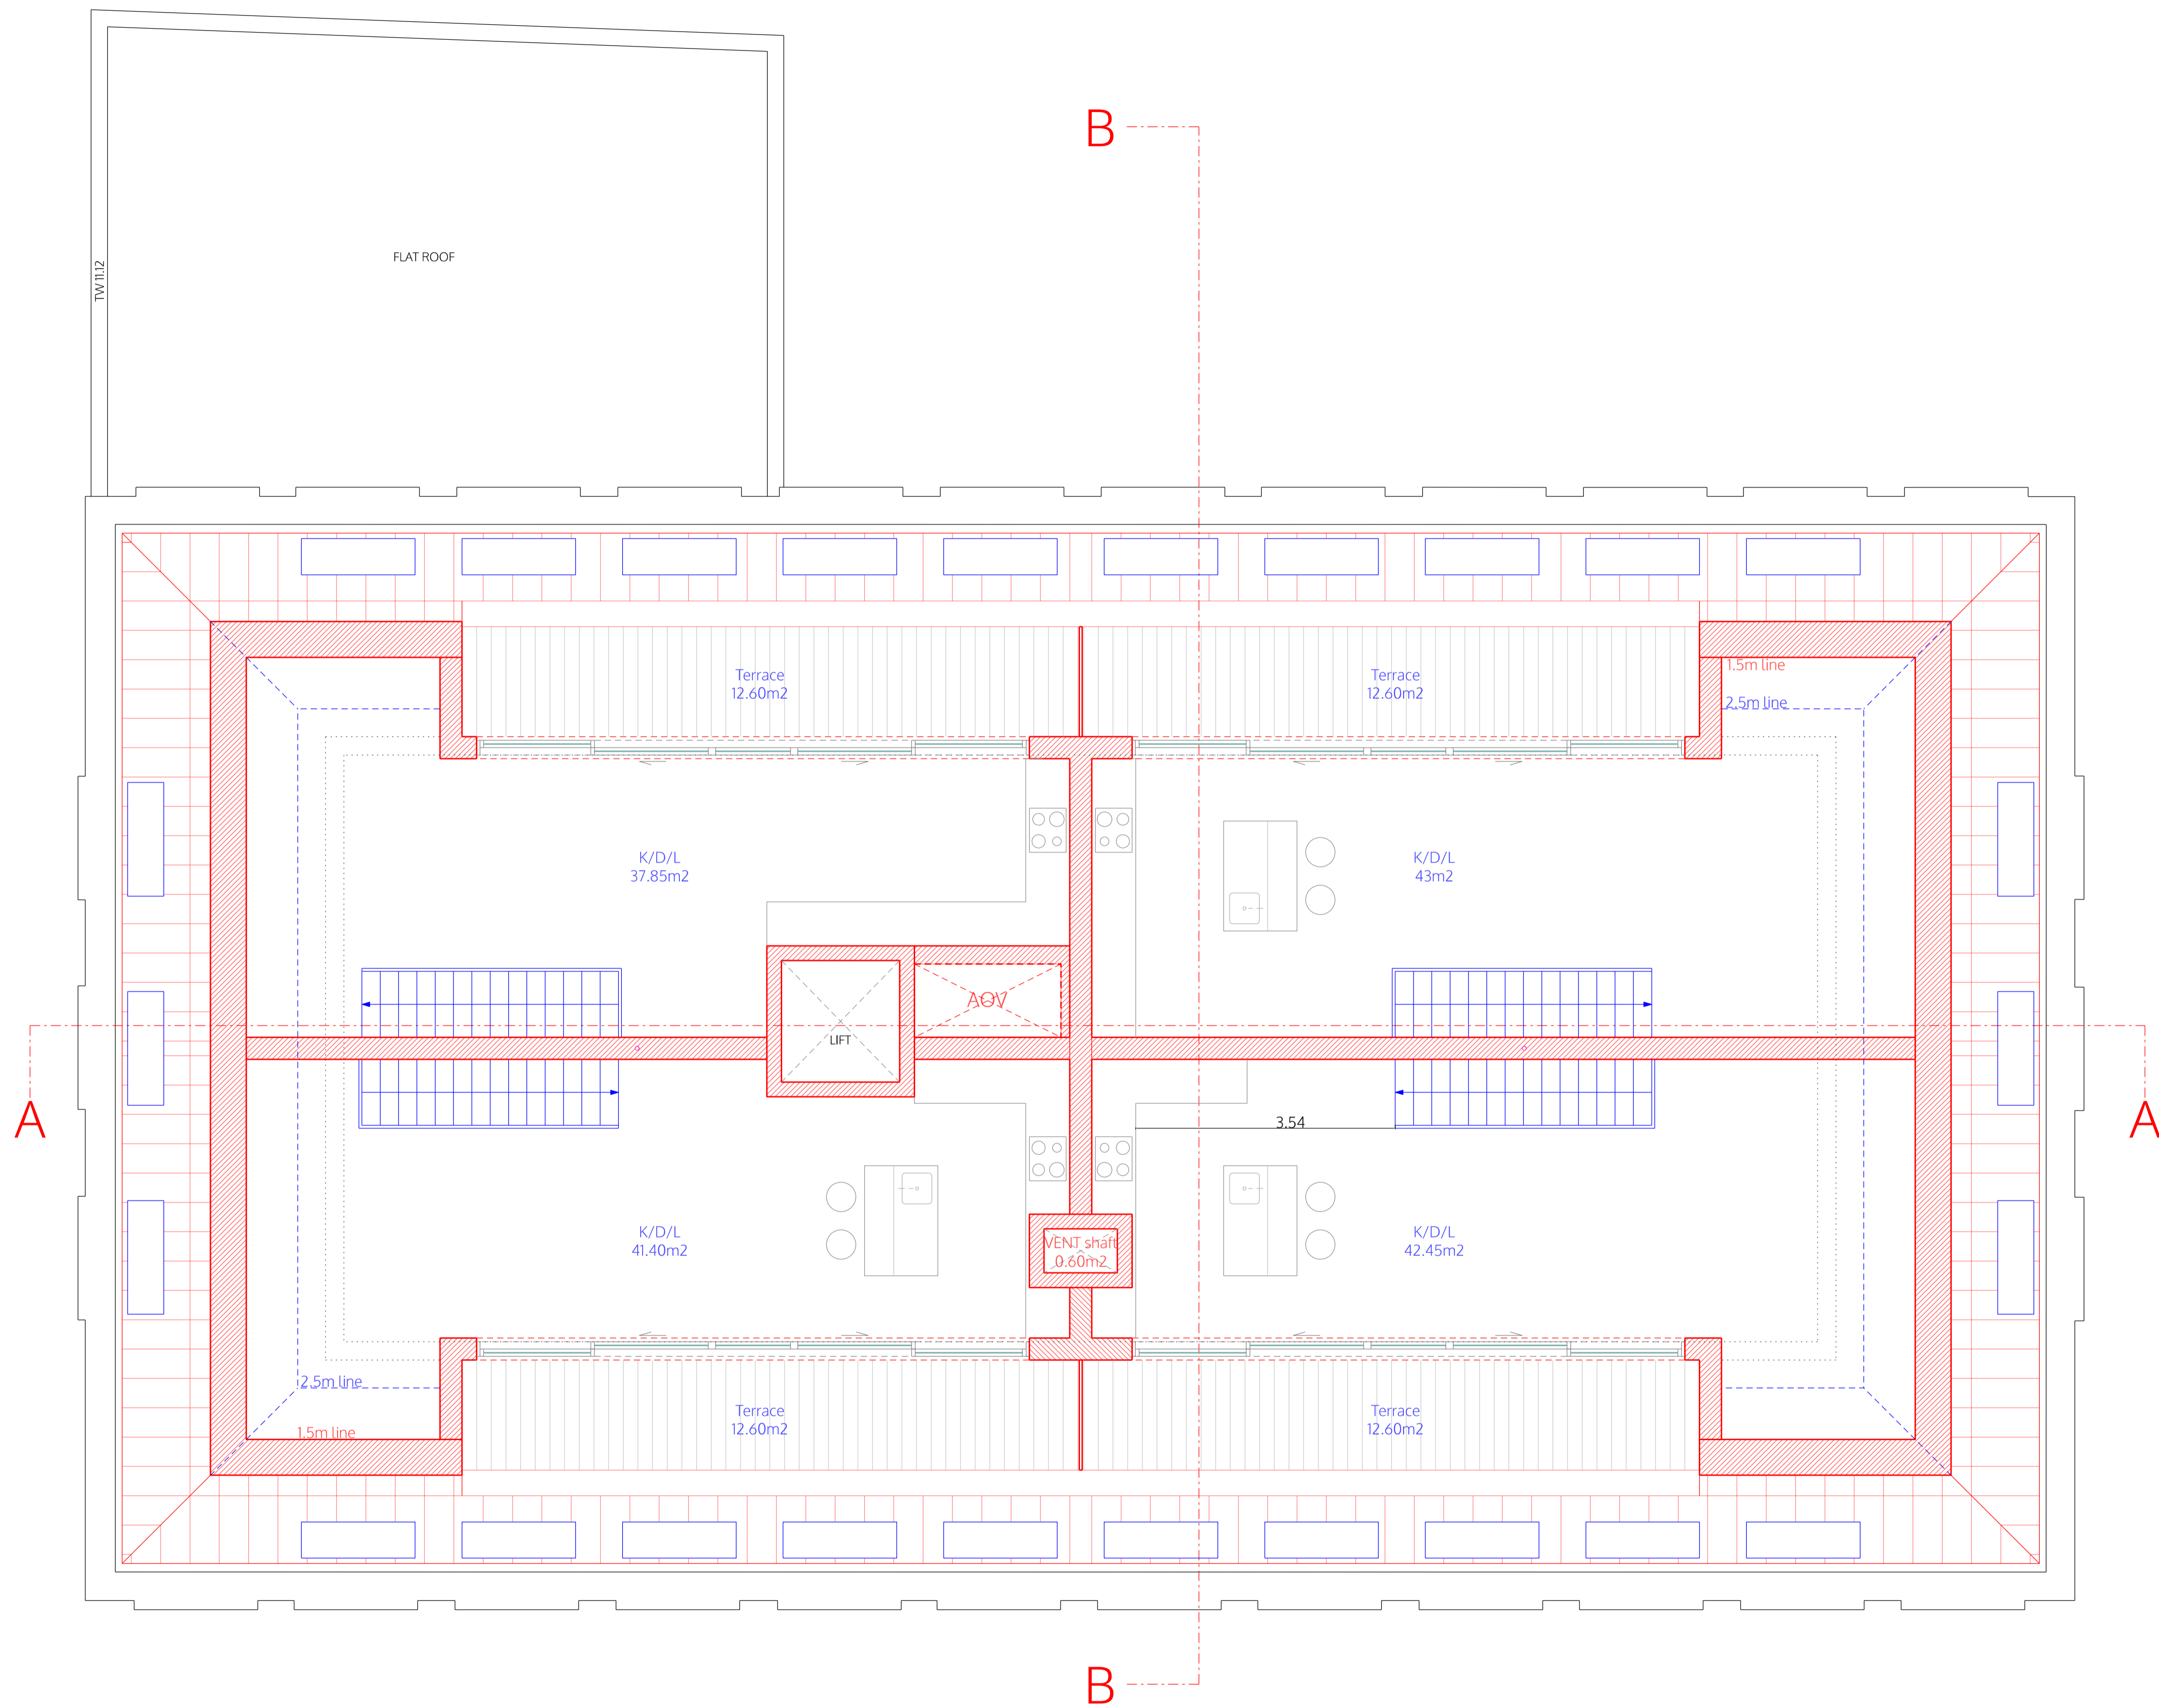 B
FLAT ROOF
TW 11.12
Terrace
12.60m2
Terrace
12.60m2
1.5m line
2.5m line
K/D/L
37.85m2
K/D/L
43m2
AOV
LIFT
A
A
3.54
K/D/L
41.40m2
VENT shaft
0.60m2
K/D/L
42.45m2
2.5m line
1.5m line
Terrace
12.60m2
Terrace
12.60m2
B